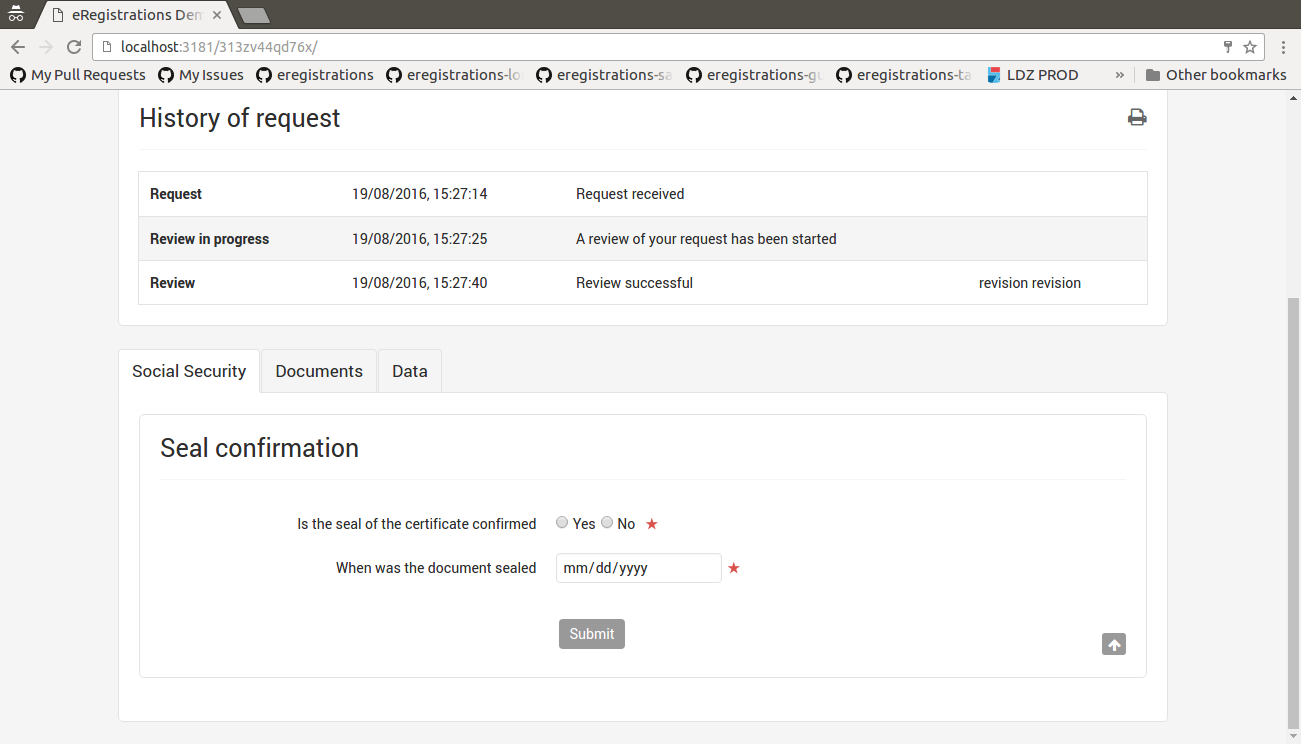 eRegistrations Dem
localhost:3181/313zv44qd76x/
My Pull Requests My Issues eregistrations eregistrations-lo eregistrations-sa eregistrations-gu eregistrations-ta LDZ PROD » Other bookmarks
History of request
Request 19/08/2016, 15:27:14 Request received
Review in progress 19/08/2016, 15:27:25 A review of your request has been started
Review 19/08/2016, 15:27:40 Review successful revision revision
Social Security Documents Data
Seal confirmation
Is the seal of the certificate confirmed Yes No
When was the document sealed mm/dd/yyyy
Submit